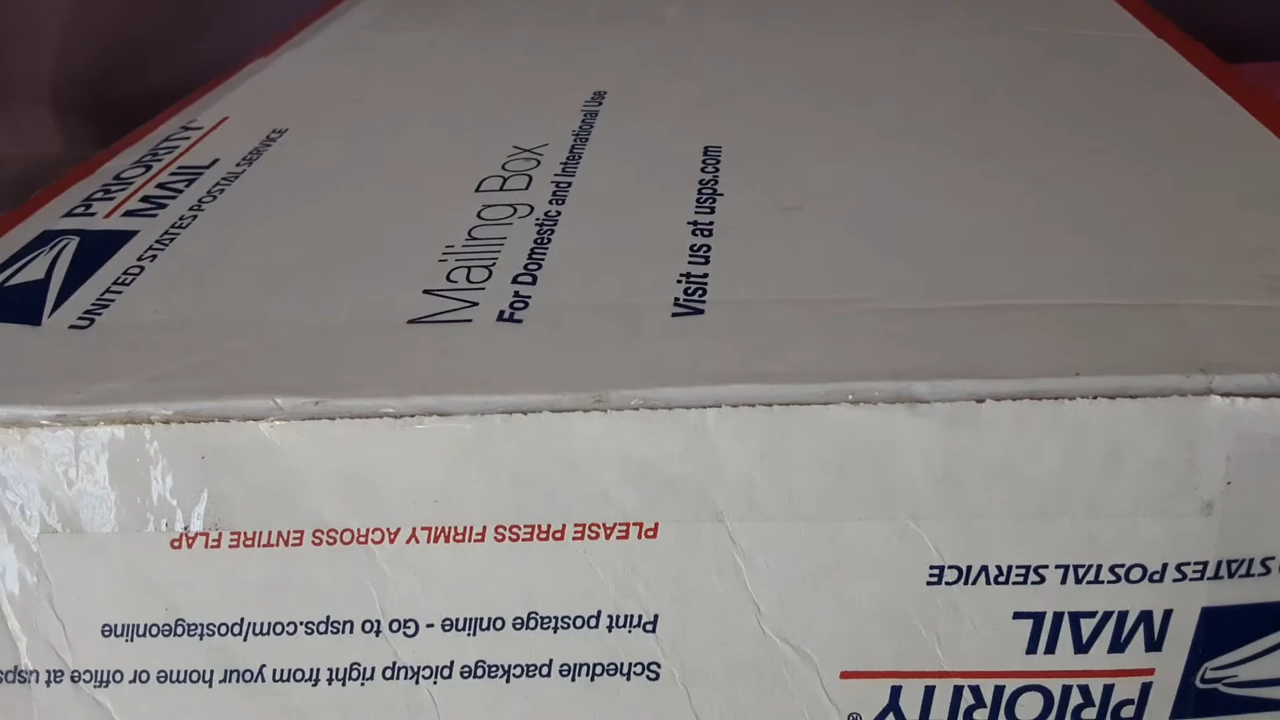 PRIORITY
MAIL
UNITED STATES POSTAL SERVICE
Mailing Box
For Domestic and International Use
Visit us at usps.com
PLEASE PRESS FIRMLY ACROSS ENTIRE FLAP
Print postage online - Go to usps.com/postageonline
Schedule package pickup right from your home or office at usps
STATES POSTAL SERVICE
MAIL
PRIORITY®